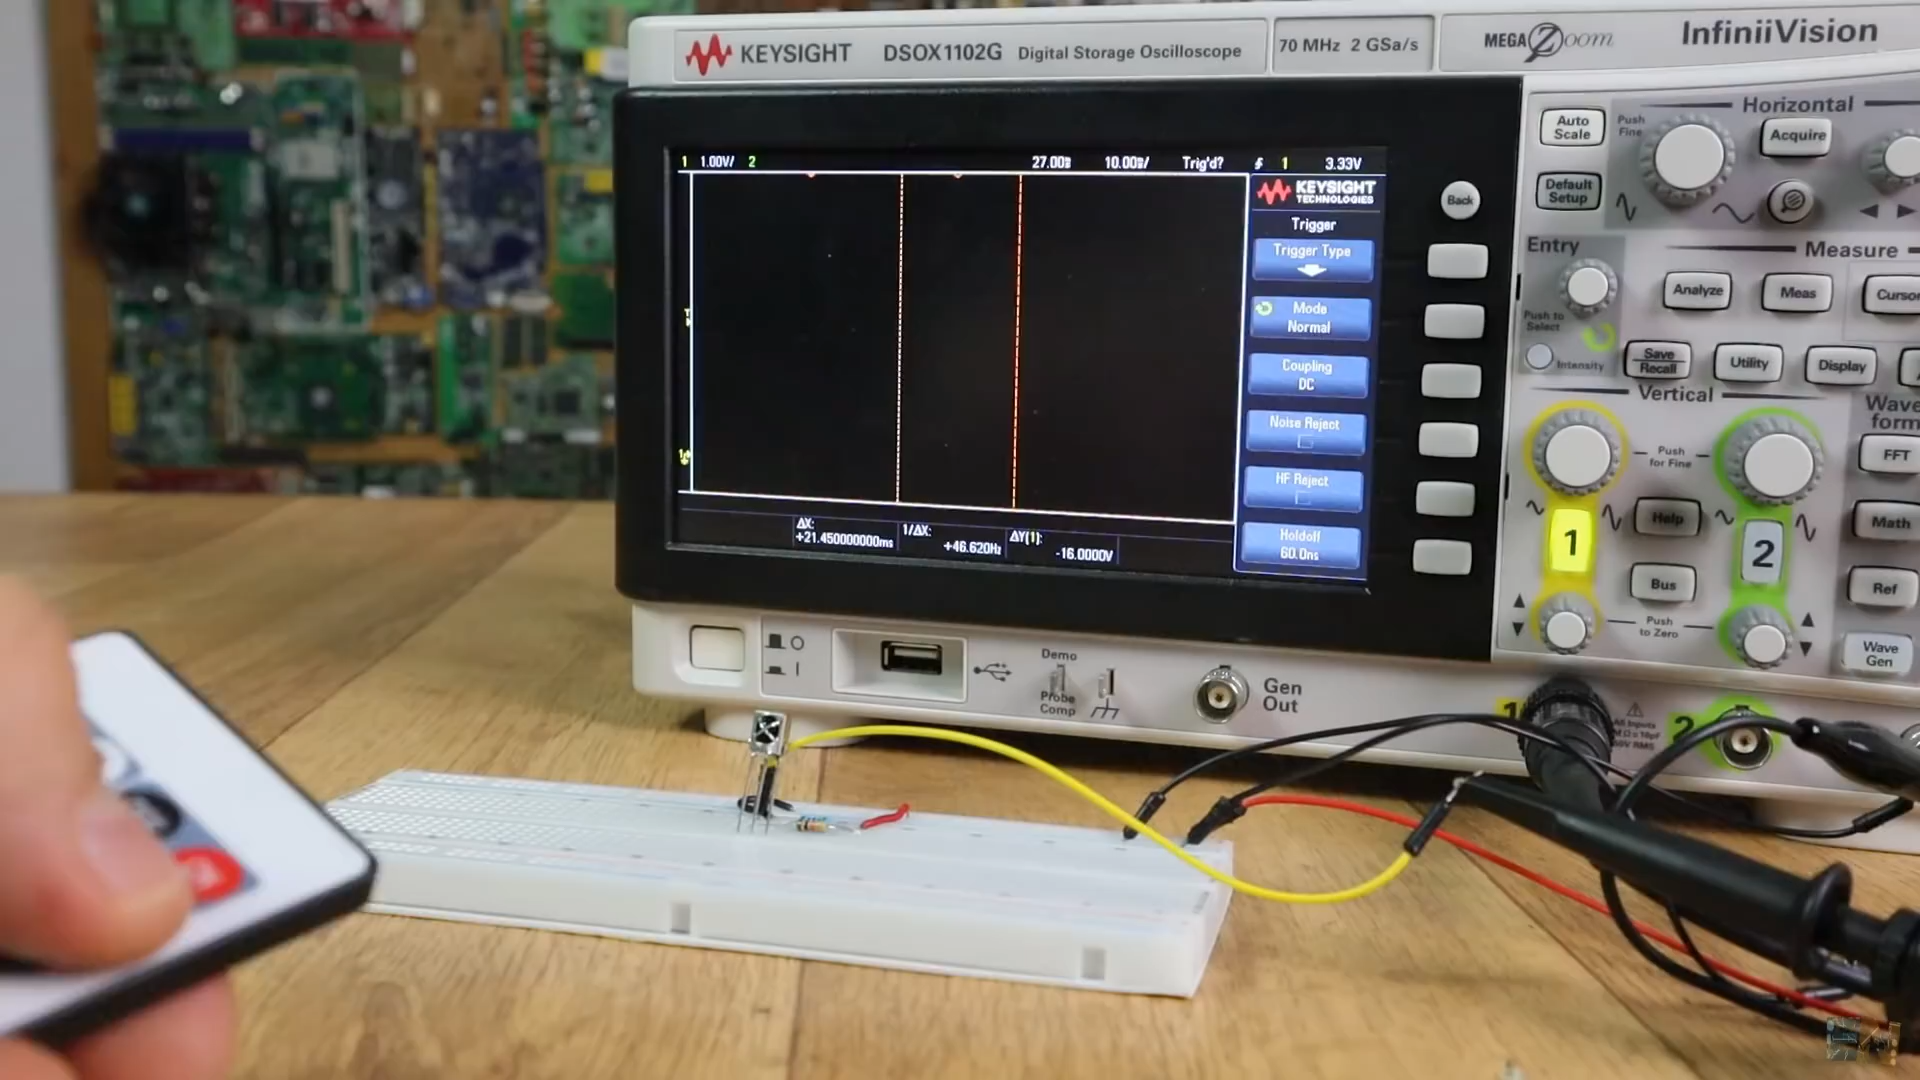 KEYSIGHT DSOX1102G Digital Storage Oscilloscope 70 MHz 2 GSa/s MEGA Zoom InfiniiVision
1 1.00V/ 2 27.00s 10.00s/ Trig'd? 1 3.33V
KEYSIGHT
TECHNOLOGIES
Trigger
Trigger Type
Mode
Normal
Coupling
DC
Noise Reject
HF Reject
Holdoff
60.0ns
ΔX:
+21.450000000ms
1/ΔX:
+46.620Hz
ΔY(1):
-16.0000V
Back
Horizontal
Auto
Scale
Push
Fine
Acquire
Default
Setup
Entry
Push to
Select
Intensity
Measure
Analyze
Meas
Cursor
Save
Recall
Utility
Display
Vertical
Push
for Fine
1
2
Help
Bus
Push
to Zero
Wave
form
FFT
Math
Ref
Wave
Gen
Demo
Probe
Comp
Gen
Out
1
2